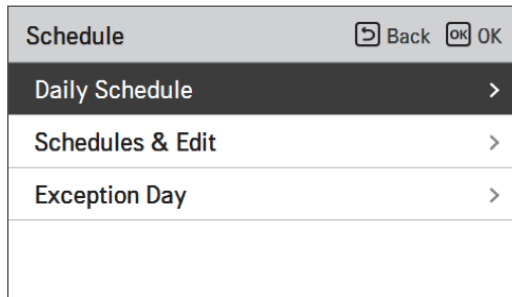 Schedule Back OK OK
Daily Schedule >
Schedules & Edit >
Exception Day >